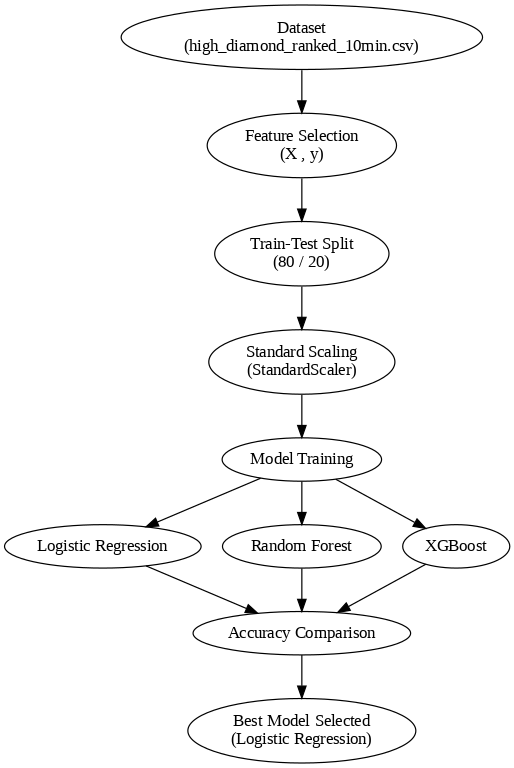 Dataset
(high_diamond_ranked_10min.csv)
Feature Selection
(X , y)
Train-Test Split
(80 / 20)
Standard Scaling
(StandardScaler)
Model Training
Logistic Regression
Random Forest
XGBoost
Accuracy Comparison
Best Model Selected
(Logistic Regression)